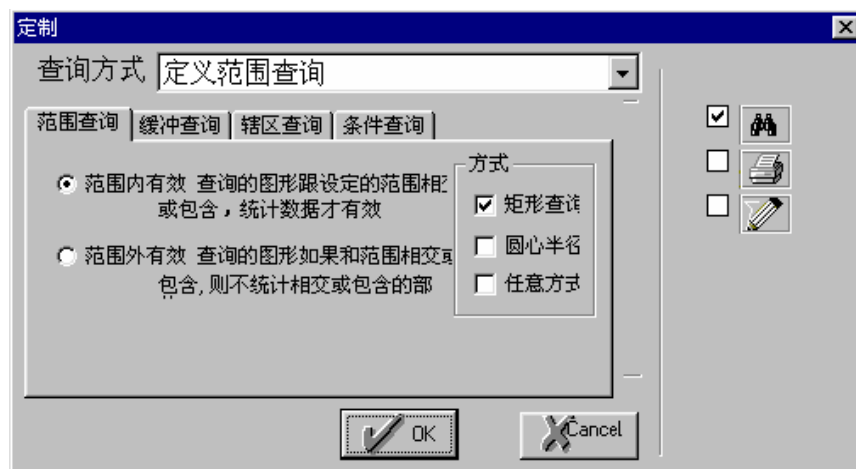 定制
查询方式 定义范围查询
范围查询 缓冲查询 辖区查询 条件查询
范围内有效 查询的图形跟设定的范围相交
或包含，统计数据才有效
范围外有效 查询的图形如果和范围相交或
包含,则不统计相交或包含的部
方式
矩形查询
圆心半径
任意方式
OK
Cancel